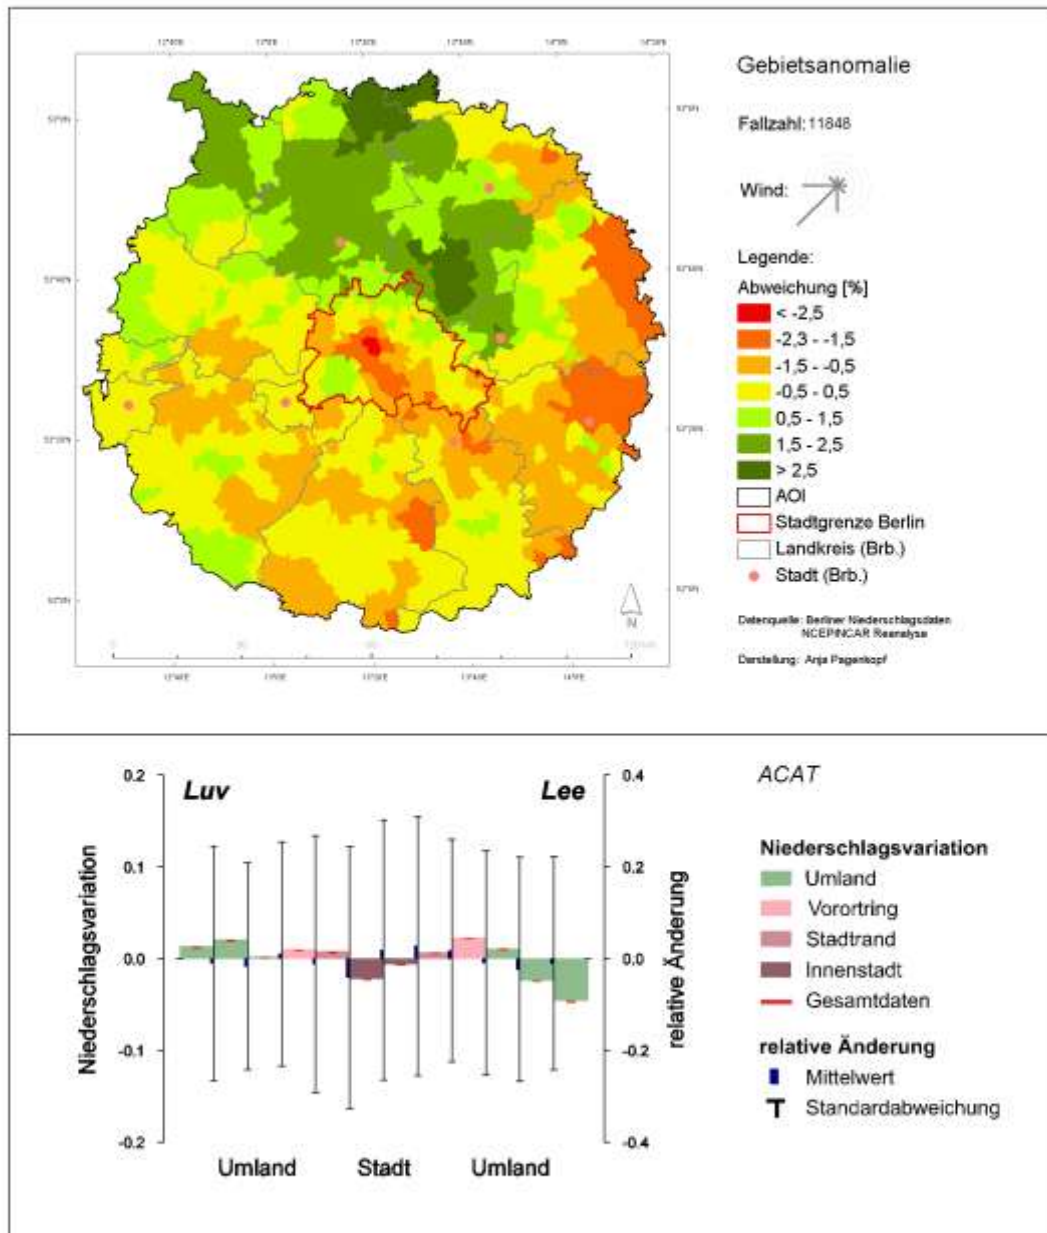 Gebietsanomalie
Fallzahl: 11848
Wind:
Legende:
Abweichung [%]
< -2,5
-2,3 - -1,5
-1,5 - -0,5
-0,5 - 0,5
0,5 - 1,5
1,5 - 2,5
> 2,5
AOI
Stadtgrenze Berlin
Landkreis (Brb.)
Stadt (Brb.)
N
Datenquelle: Berliner Niederschlagsdaten
NCEP/NCAR Reanalyse
Darstellung: Anja Pagenkopf
0.2
0.1
0.0
-0.1
-0.2
Niederschlagsvariation
Luv
Lee
0.4
0.2
0.0
-0.2
-0.4
relative Änderung
Umland
Stadt
Umland
ACAT
Niederschlagsvariation
Umland
Vorortring
Stadtrand
Innenstadt
Gesamtdaten
relative Änderung
Mittelwert
Standardabweichung